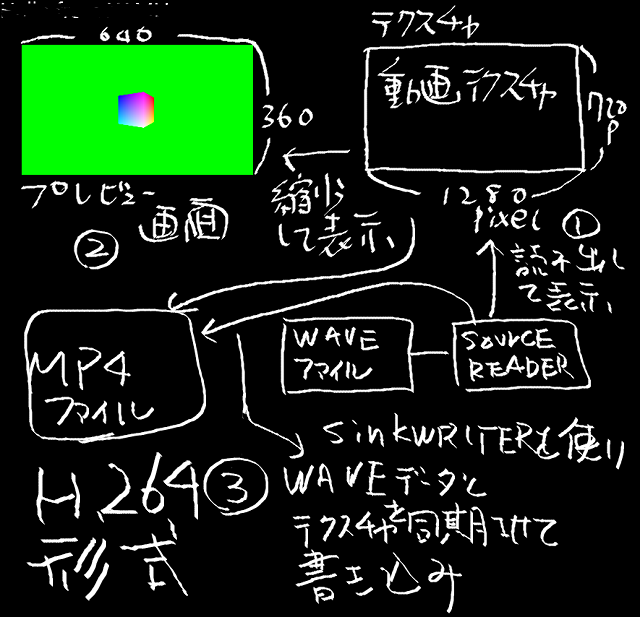 640
360
プレビュー
画面
②
縮小
して表示
テクスチャ
動画テクスチャ
720
P
1280
pixel ①
読み出し
て表示
MP4
ファイル
WAVE
ファイル
SOURCE
READER
H264
形式
③
SinkWRITERを使い
WAVEデータと
テクスチャを同期させて
書き込み